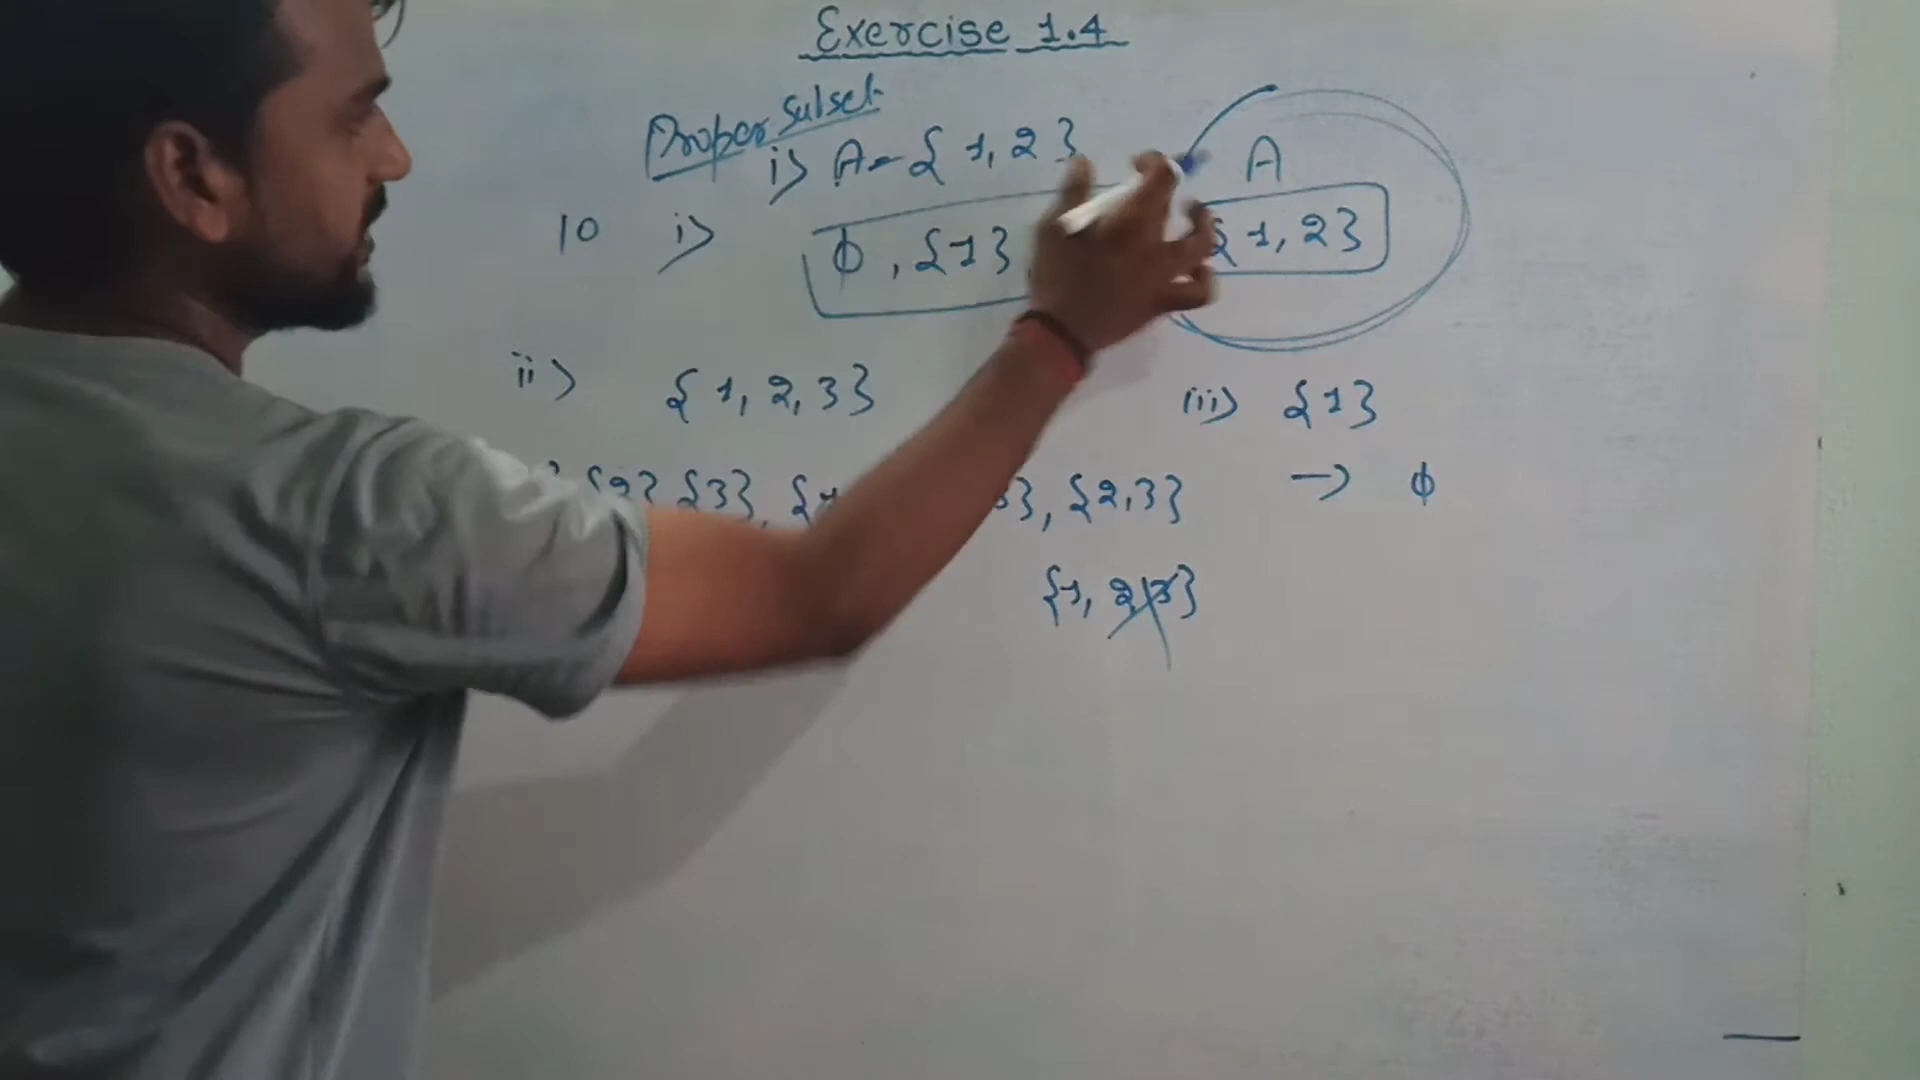 Exercise 1.4
Proper Subset
i) A = { 1, 2 }
A
10 i) ϕ , {1} { 1, 2 }
ii) { 1, 2, 3 }
iii) { 1 }
{2} {3}, {2,3}
→ ϕ
{1, 2,3}